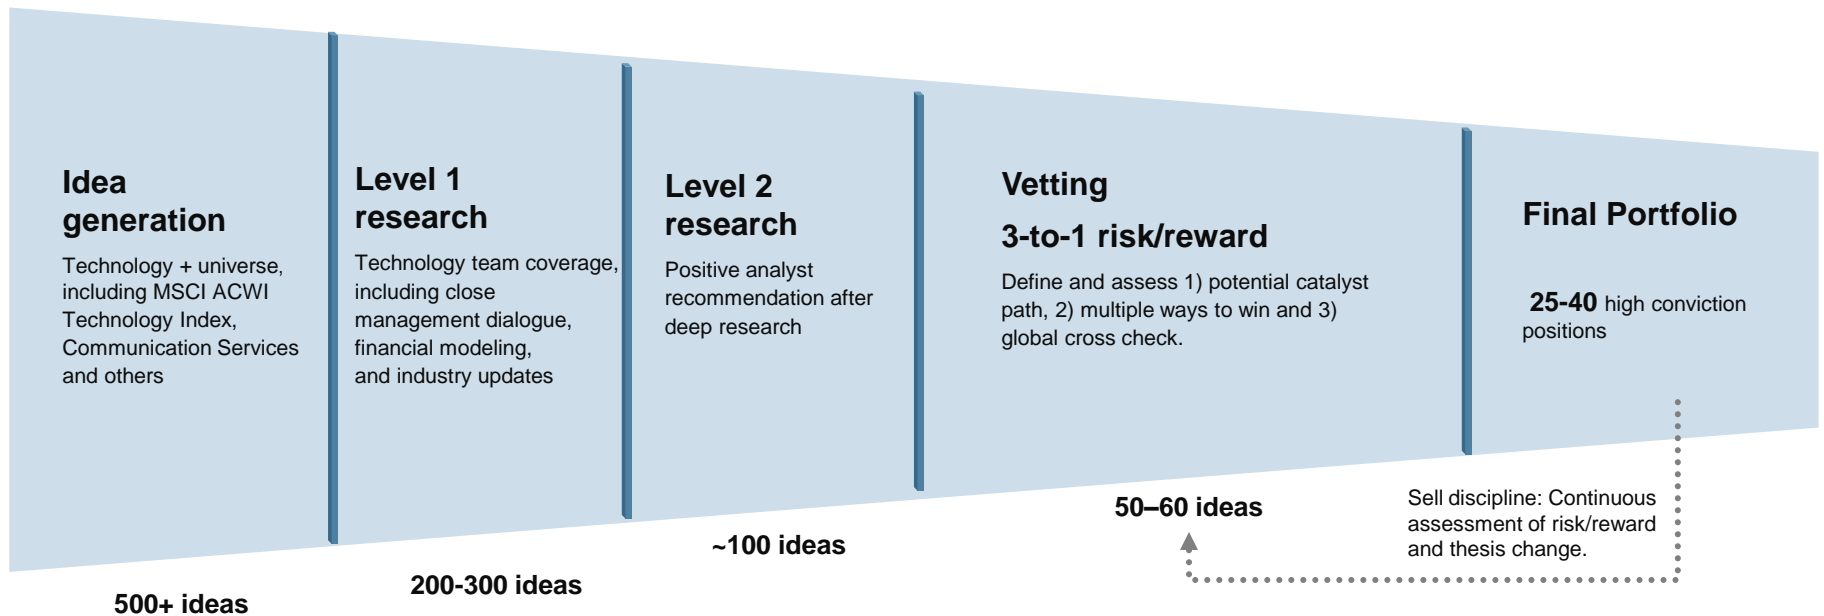 Idea
generation
Technology + universe,
including MSCI ACWI
Technology Index,
Communication Services
and others
500+ ideas
Level 1
research
Technology team coverage,
including close
management dialogue,
financial modeling,
and industry updates
200-300 ideas
Level 2
research
Positive analyst
recommendation after
deep research
~100 ideas
Vetting
3-to-1 risk/reward
Define and assess 1) potential catalyst
path, 2) multiple ways to win and 3)
global cross check.
50–60 ideas
Final Portfolio
25-40 high conviction
positions
Sell discipline: Continuous
assessment of risk/reward
and thesis change.